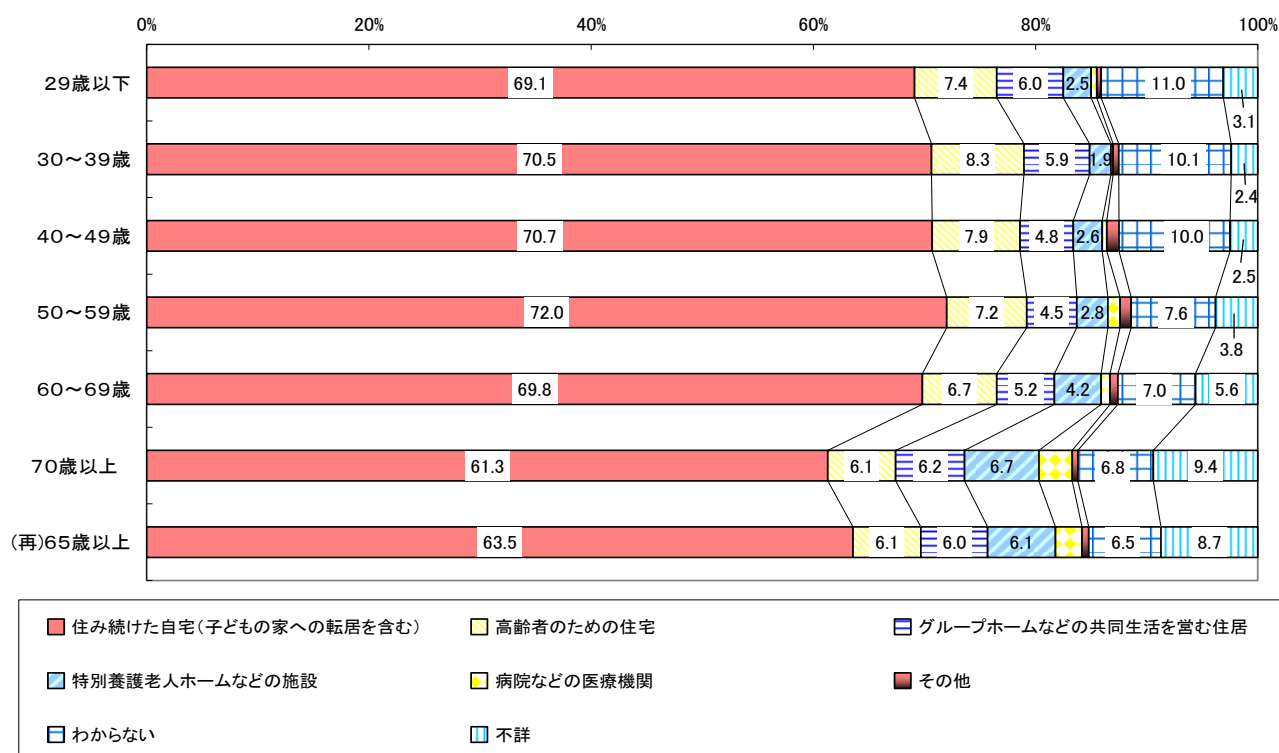 0% 20% 40% 60% 80% 100%
29歳以下 69.1 7.4 6.0 2.5 11.0
3.1
30～39歳 70.5 8.3 5.9 1.9 10.1
2.4
40～49歳 70.7 7.9 4.8 2.6 10.0
2.5
50～59歳 72.0 7.2 4.5 2.8 7.6
3.8
60～69歳 69.8 6.7 5.2 4.2 7.0 5.6
70歳以上 61.3 6.1 6.2 6.7 6.8 9.4
(再)65歳以上 63.5 6.1 6.0 6.1 6.5 8.7
住み続けた自宅(子どもの家への転居を含む) 高齢者のための住宅 グループホームなどの共同生活を営む住居
特別養護老人ホームなどの施設 病院などの医療機関 その他
わからない 不詳